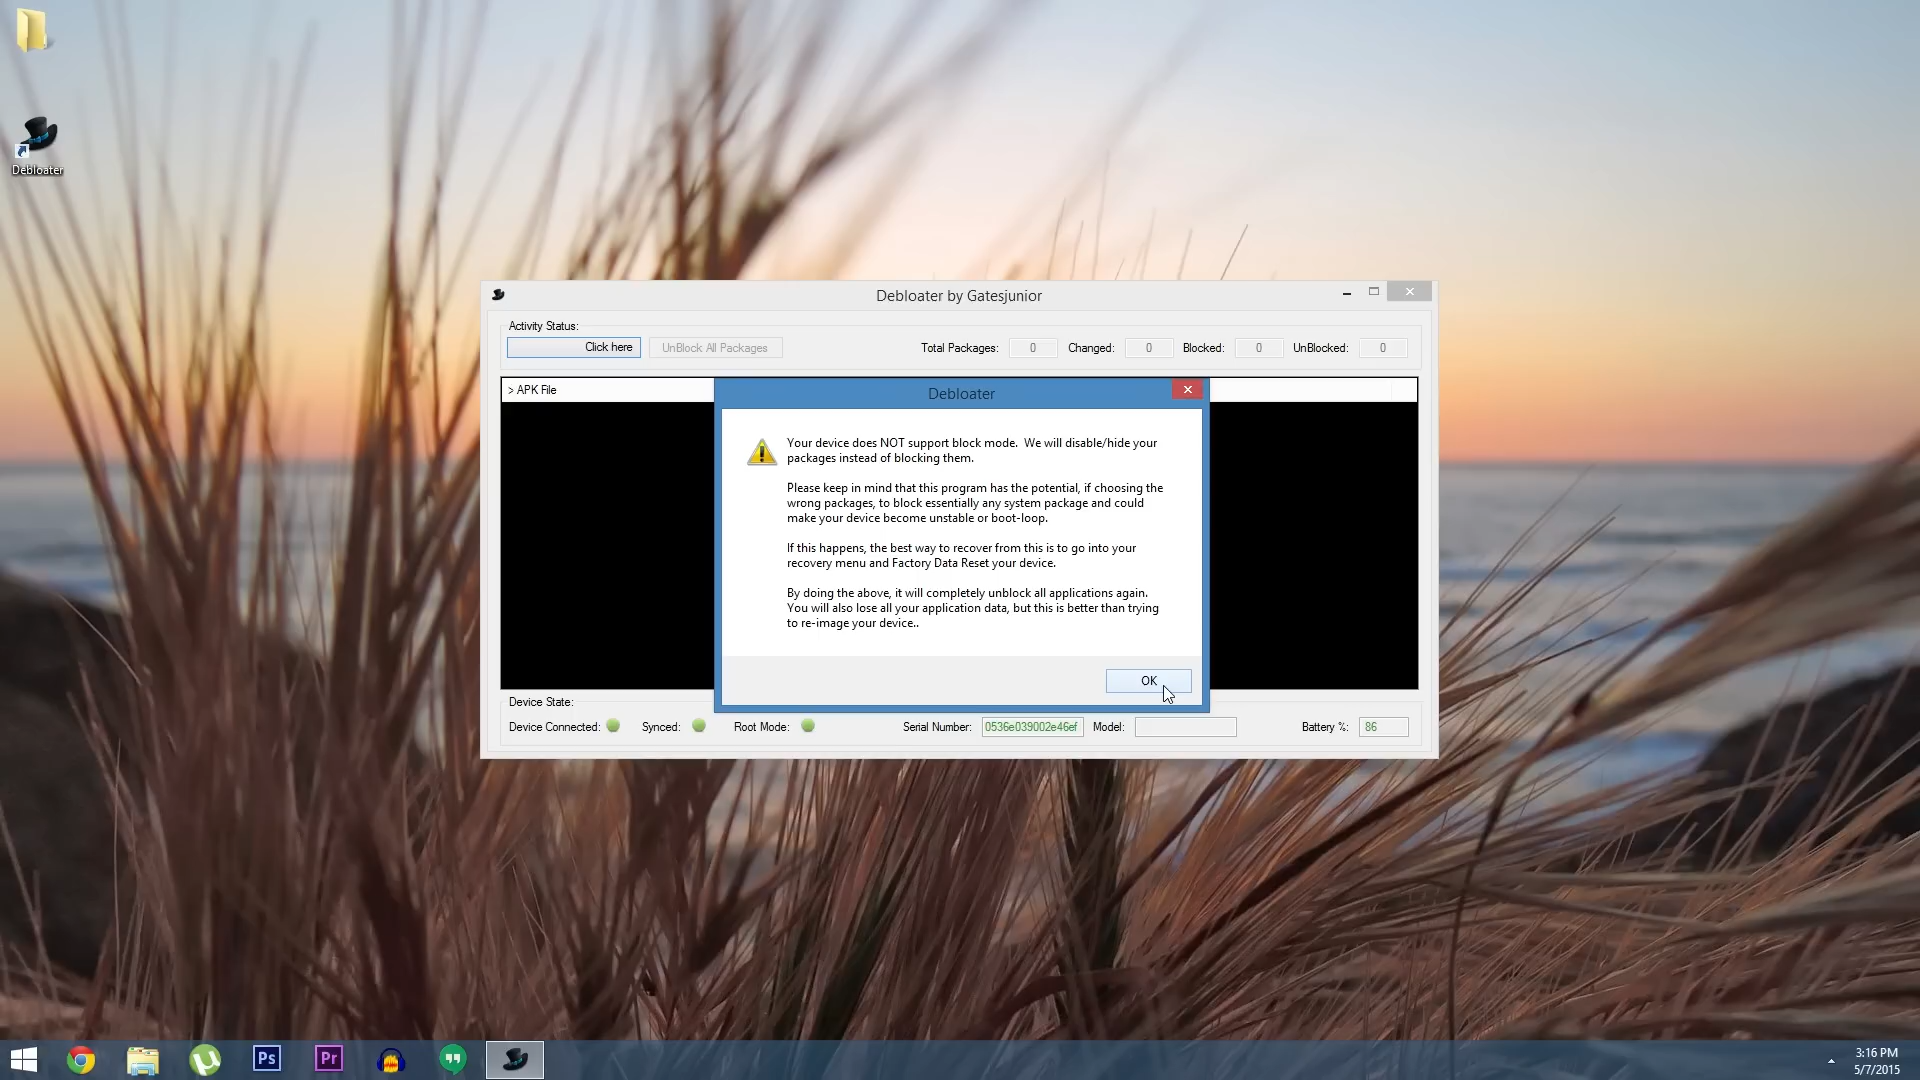 Debloater
Debloater by Gatesjunior
Activity Status:
Click here
UnBlock All Packages
Total Packages: 0 Changed: 0 Blocked: 0 UnBlocked: 0
> APK File
Debloater
Your device does NOT support block mode. We will disable/hide your
packages instead of blocking them.
Please keep in mind that this program has the potential, if choosing the
wrong packages, to block essentially any system package and could
make your device become unstable or boot-loop.
If this happens, the best way to recover from this is to go into your
recovery menu and Factory Data Reset your device.
By doing the above, it will completely unblock all applications again.
You will also lose all your application data, but this is better than trying
to re-image your device..
OK
Device State:
Device Connected: Synced: Root Mode: Serial Number: 0536e039002e46ef Model: Battery %: 86
Ps
Pr
3:16 PM
5/7/2015